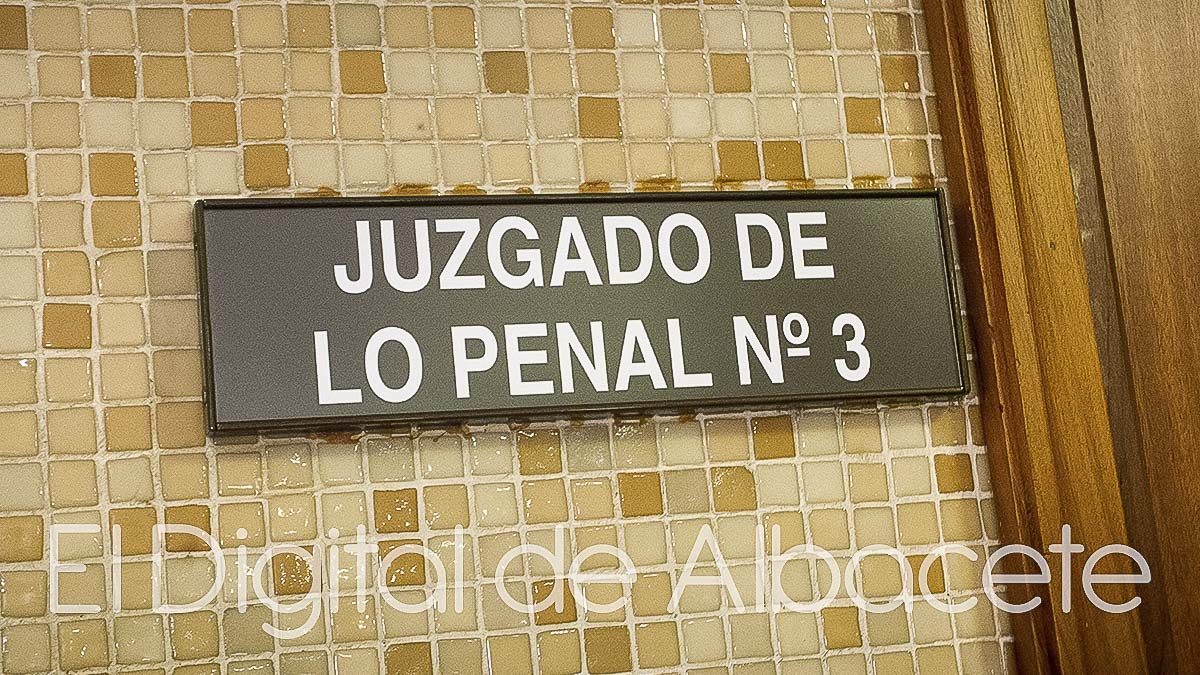 JUZGADO DE
LO PENAL Nº 3
El Digital de Albacete